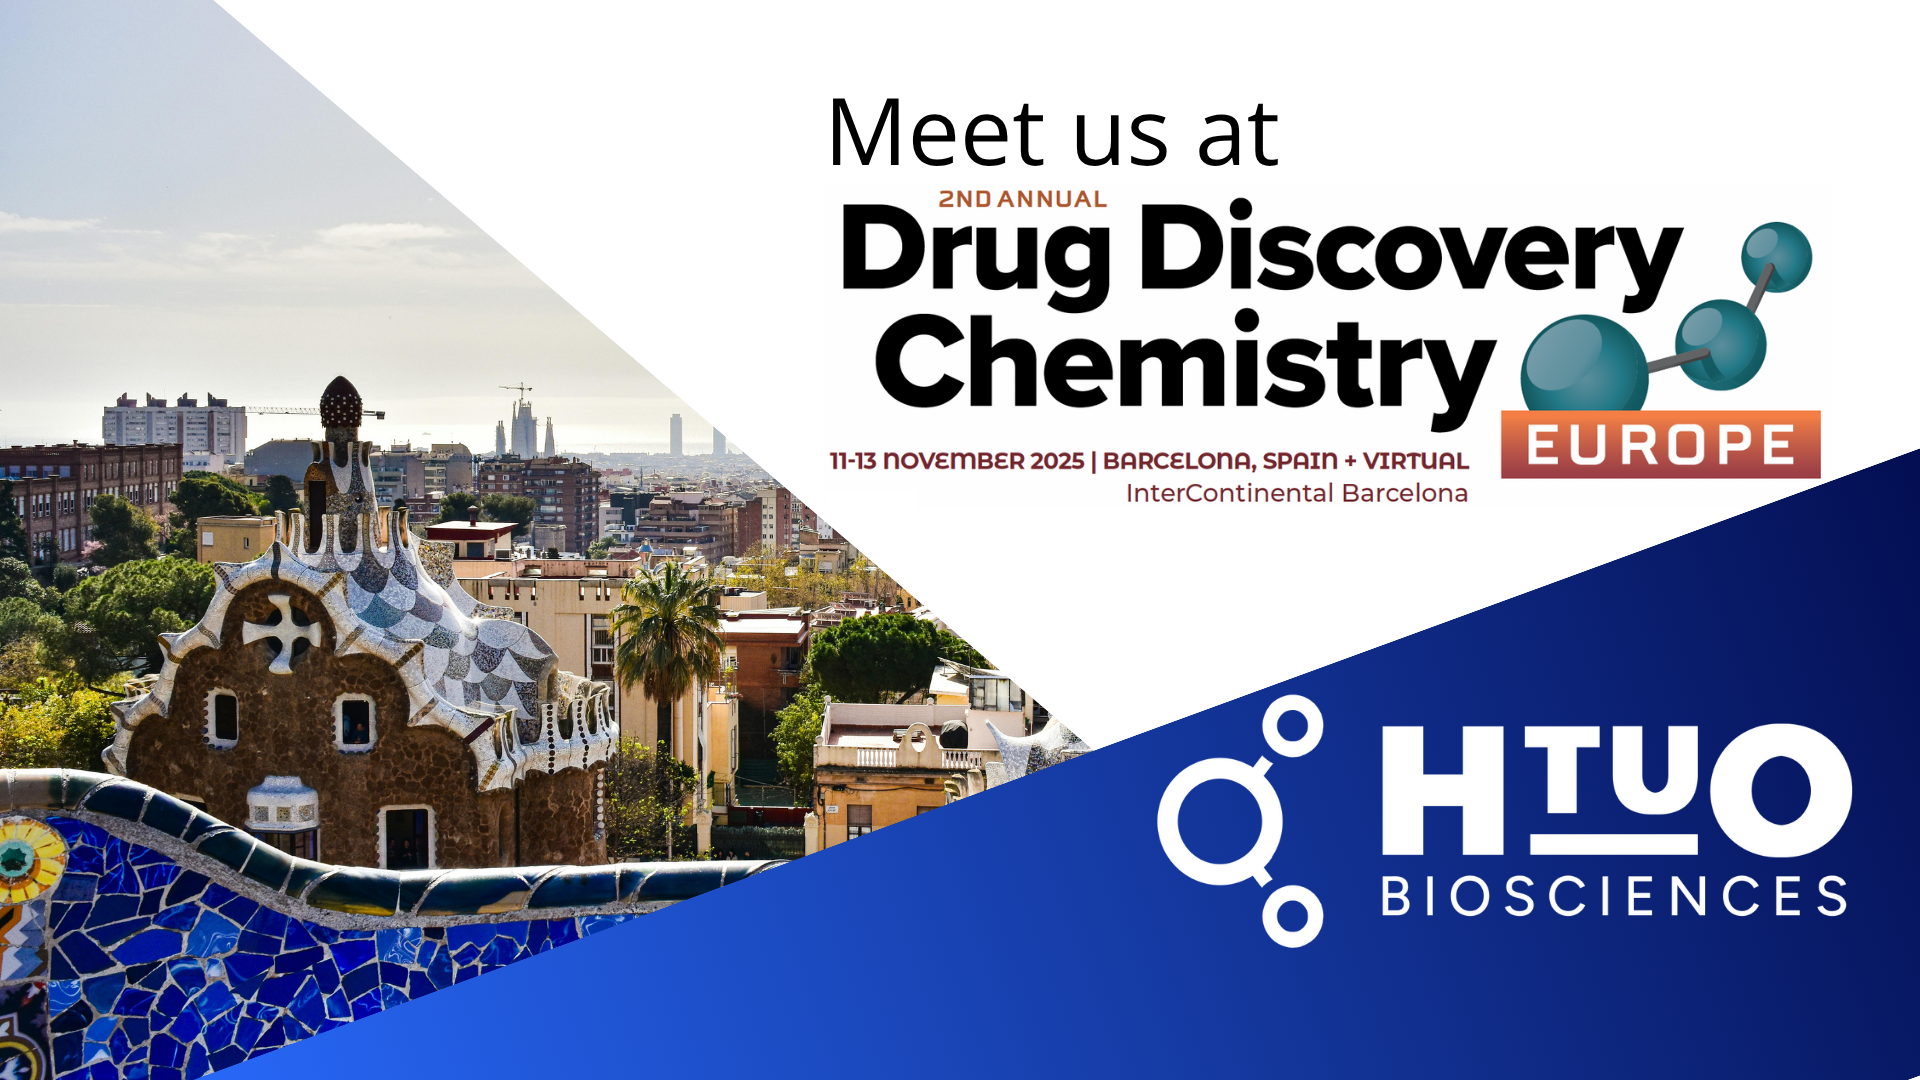 Meet us at
2ND ANNUAL
Drug Discovery
Chemistry
EUROPE
11-13 NOVEMBER 2025 | BARCELONA, SPAIN + VIRTUAL
InterContinental Barcelona
HTUO
BIOSCIENCES